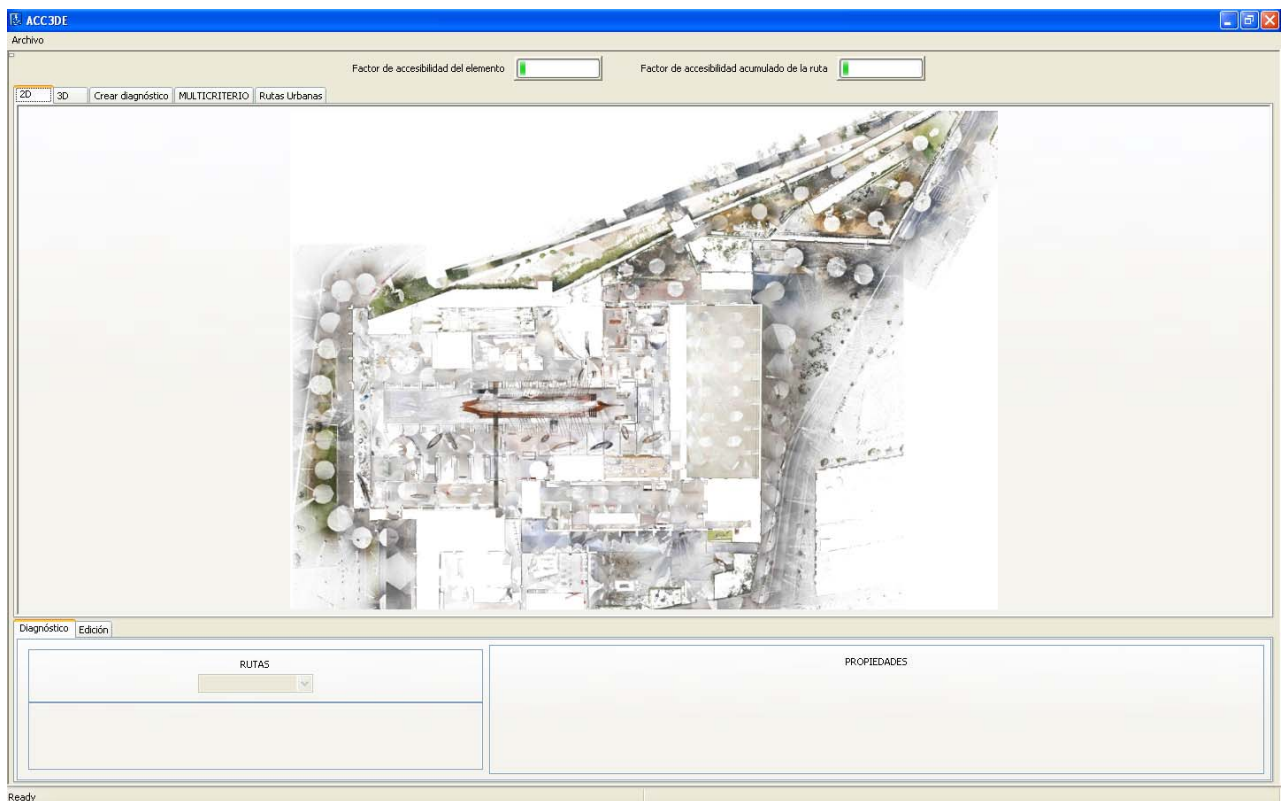 ACC3DE
Archivo
Factor de accesibilidad del elemento Factor de accesibilidad acumulado de la ruta
2D 3D Crear diagnóstico MULTICRITERIO Rutas Urbanas
Diagnóstico Edición
RUTAS
PROPIEDADES
Ready